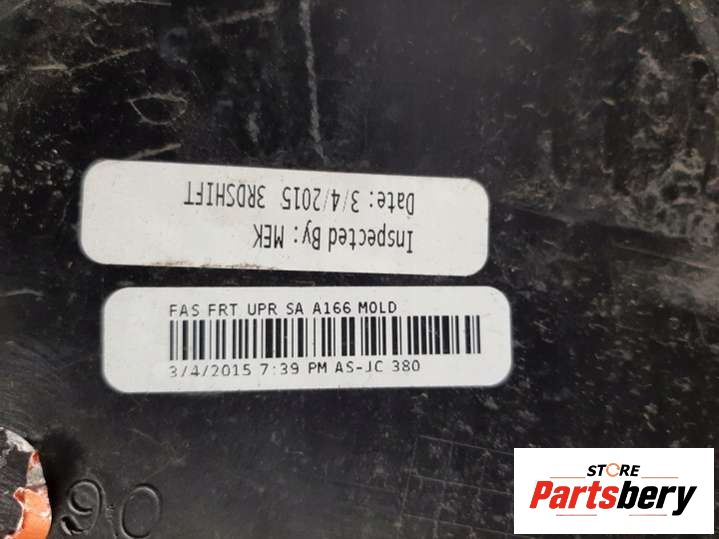 Inspected By: MEK
Date: 3/4/2015 3RDSHIFT
FAS FRT UPR SA A166 MOLD
3/4/2015 7:39 PM AS-JC 380
STORE
Partsbery